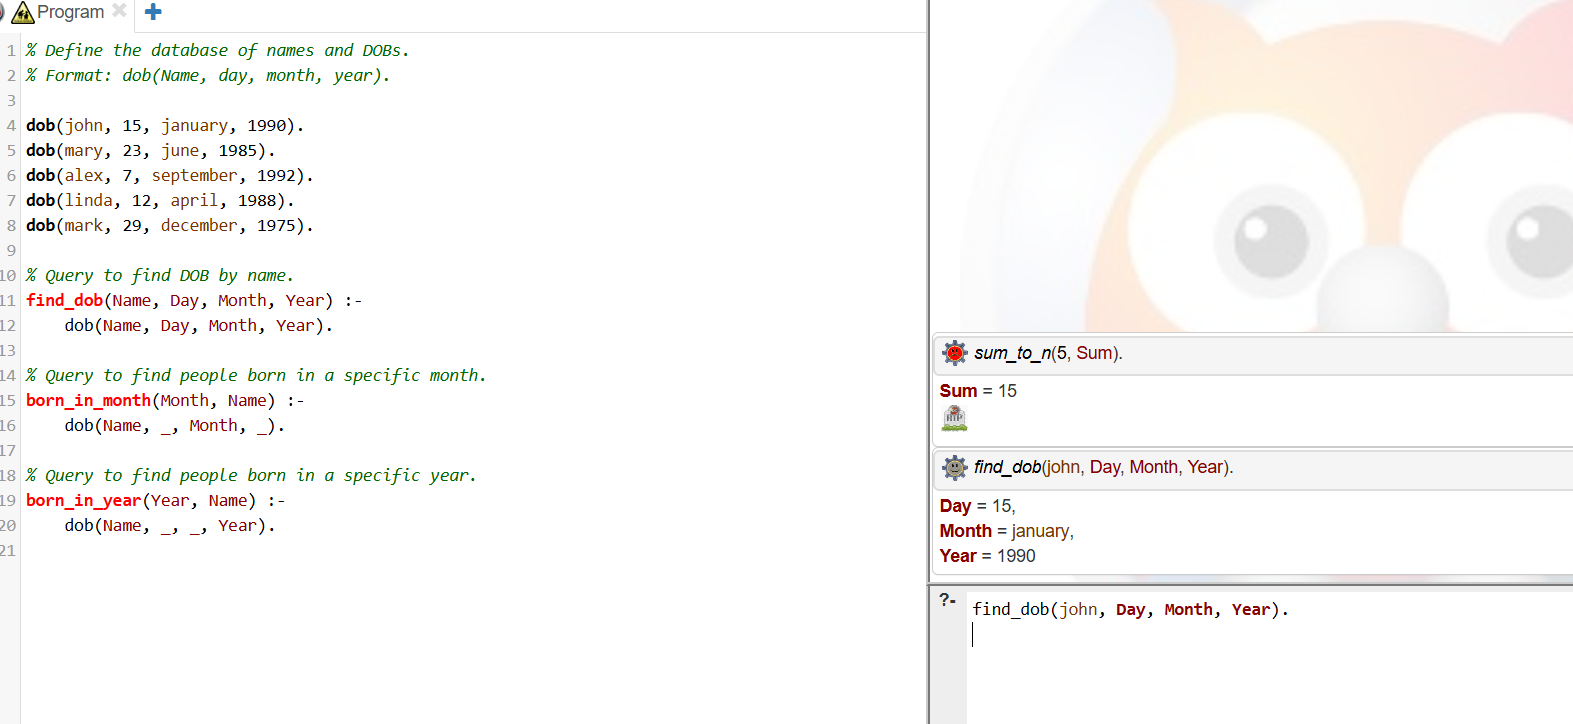 Program
1 % Define the database of names and DOBs.
2 % Format: dob(Name, day, month, year).
3
4 dob(john, 15, january, 1990).
5 dob(mary, 23, june, 1985).
6 dob(alex, 7, september, 1992).
7 dob(linda, 12, april, 1988).
8 dob(mark, 29, december, 1975).
9
10 % Query to find DOB by name.
11 find_dob(Name, Day, Month, Year) :-
12     dob(Name, Day, Month, Year).
13
14 % Query to find people born in a specific month.
15 born_in_month(Month, Name) :-
16     dob(Name, _, Month, _).
17
18 % Query to find people born in a specific year.
19 born_in_year(Year, Name) :-
20     dob(Name, _, _, Year).
21
sum_to_n(5, Sum).
Sum = 15
RIP
find_dob(john, Day, Month, Year).
Day = 15,
Month = january,
Year = 1990
?- find_dob(john, Day, Month, Year).